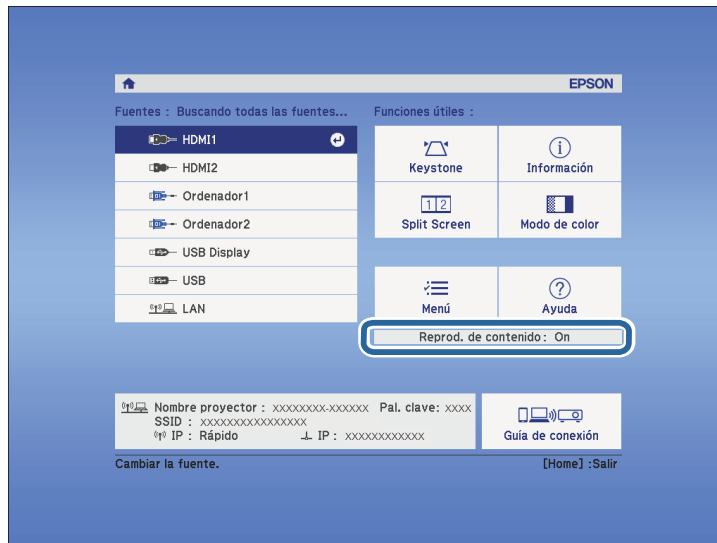 EPSON
Fuentes : Buscando todas las fuentes...
HDMI1
HDMI2
Ordenador1
Ordenador2
USB Display
USB
LAN
Funciones útiles :
Keystone
Información
1 2
Split Screen
Modo de color
Menú
Ayuda
Reprod. de contenido: On
Nombre proyector : xxxxxxxx-xxxxxx Pal. clave: xxxx
SSID : xxxxxxxxxxxxxxxx
IP : Rápido IP : xxxxxxxxxxxx
Guía de conexión
Cambiar la fuente. [Home] :Salir